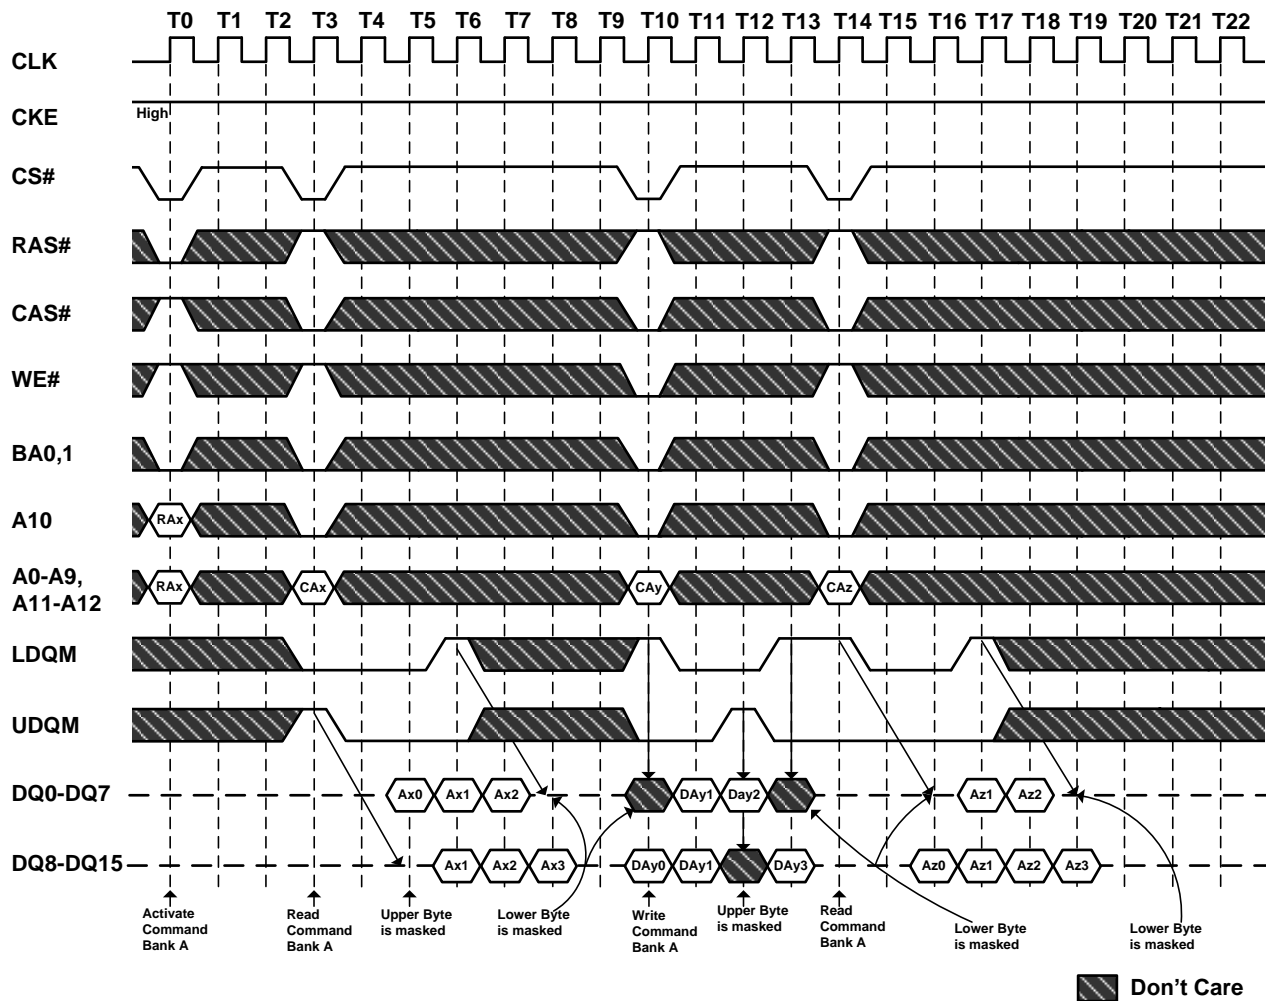 T0 T1 T2 T3 T4 T5 T6 T7 T8 T9 T10 T11 T12 T13 T14 T15 T16 T17 T18 T19 T20 T21 T22
CLK
CKE
High
CS#
RAS#
CAS#
WE#
BA0,1
A10
RAx
A0-A9,
A11-A12
RAx CAx CAy CAz
LDQM
UDQM
DQ0-DQ7
Ax0 Ax1 Ax2 DAy1 Day2 Az1 Az2
DQ8-DQ15
Ax1 Ax2 Ax3 DAy0 DAy1 DAy3 Az0 Az1 Az2 Az3
Activate
Command
Bank A
Read
Command
Bank A
Upper Byte
is masked
Lower Byte
is masked
Write
Command
Bank A
Upper Byte
is masked
Read
Command
Bank A
Lower Byte
is masked
Lower Byte
is masked
Don't Care